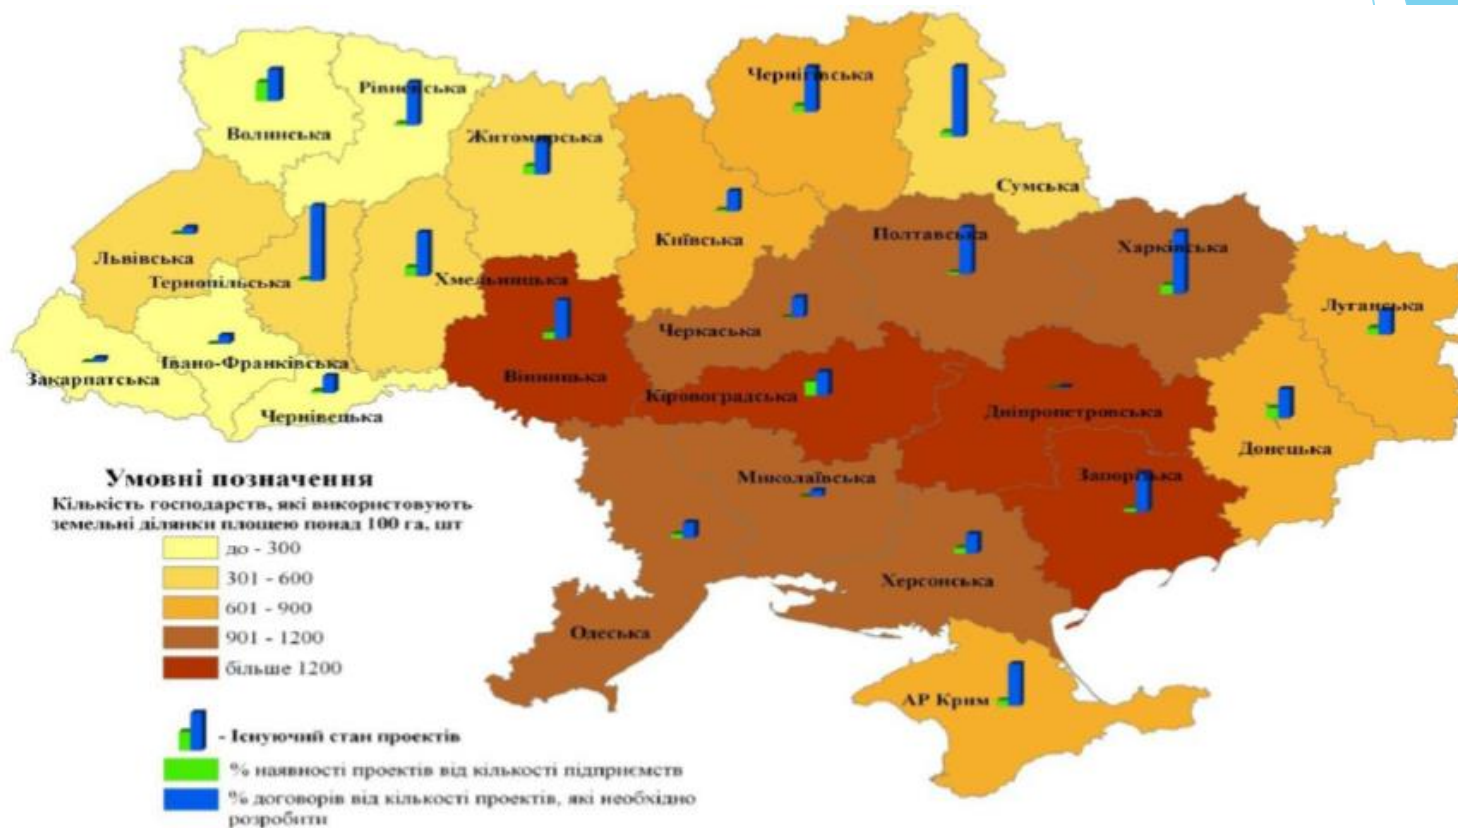 Чернігівська
Рівненська
Волинська
Житомирська
Сумська
Київська
Полтавська
Харківська
Львівська
Тернопільська
Хмельницька
Луганська
Черкаська
Івано-Франківська
Закарпатська
Вінницька
Кіровоградська
Дніпропетровська
Чернівецька
Донецька
Миколаївська
Запорізька
Херсонська
Одеська
АР Крим
Умовні позначення
Кількість господарств, які використовують
земельні ділянки площею понад 100 га, шт
до - 300
301 - 600
601 - 900
901 - 1200
більше 1200
- Існуючий стан проектів
% наявності проектів від кількості підприємств
% договорів від кількості проектів, які необхідно
розробити